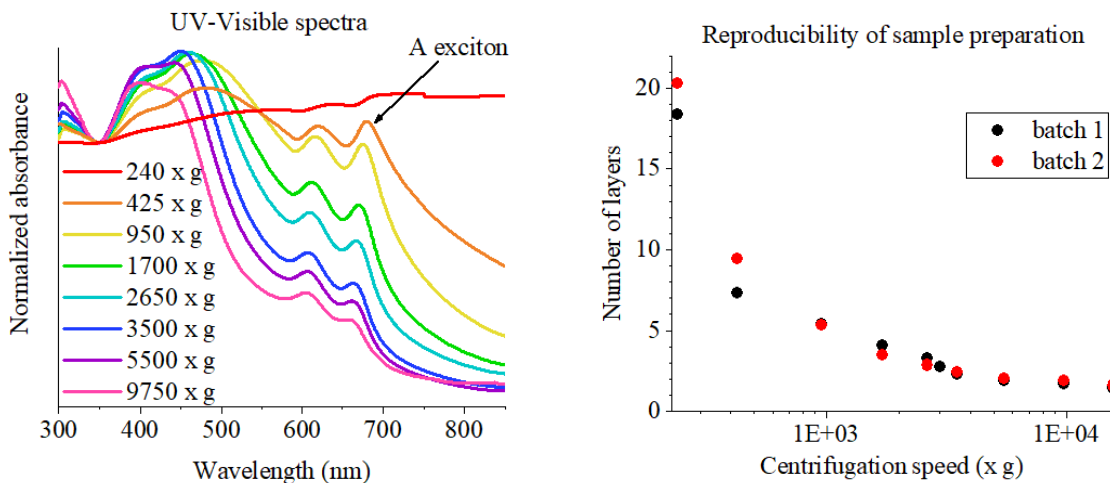 UV-Visible spectra
A exciton
Normalized absorbance
240 x g
425 x g
950 x g
1700 x g
2650 x g
3500 x g
5500 x g
9750 x g
300 400 500 600 700 800
Wavelength (nm)
Reproducibility of sample preparation
20
15
10
5
0
Number of layers
batch 1
batch 2
1E+03 1E+04
Centrifugation speed (x g)